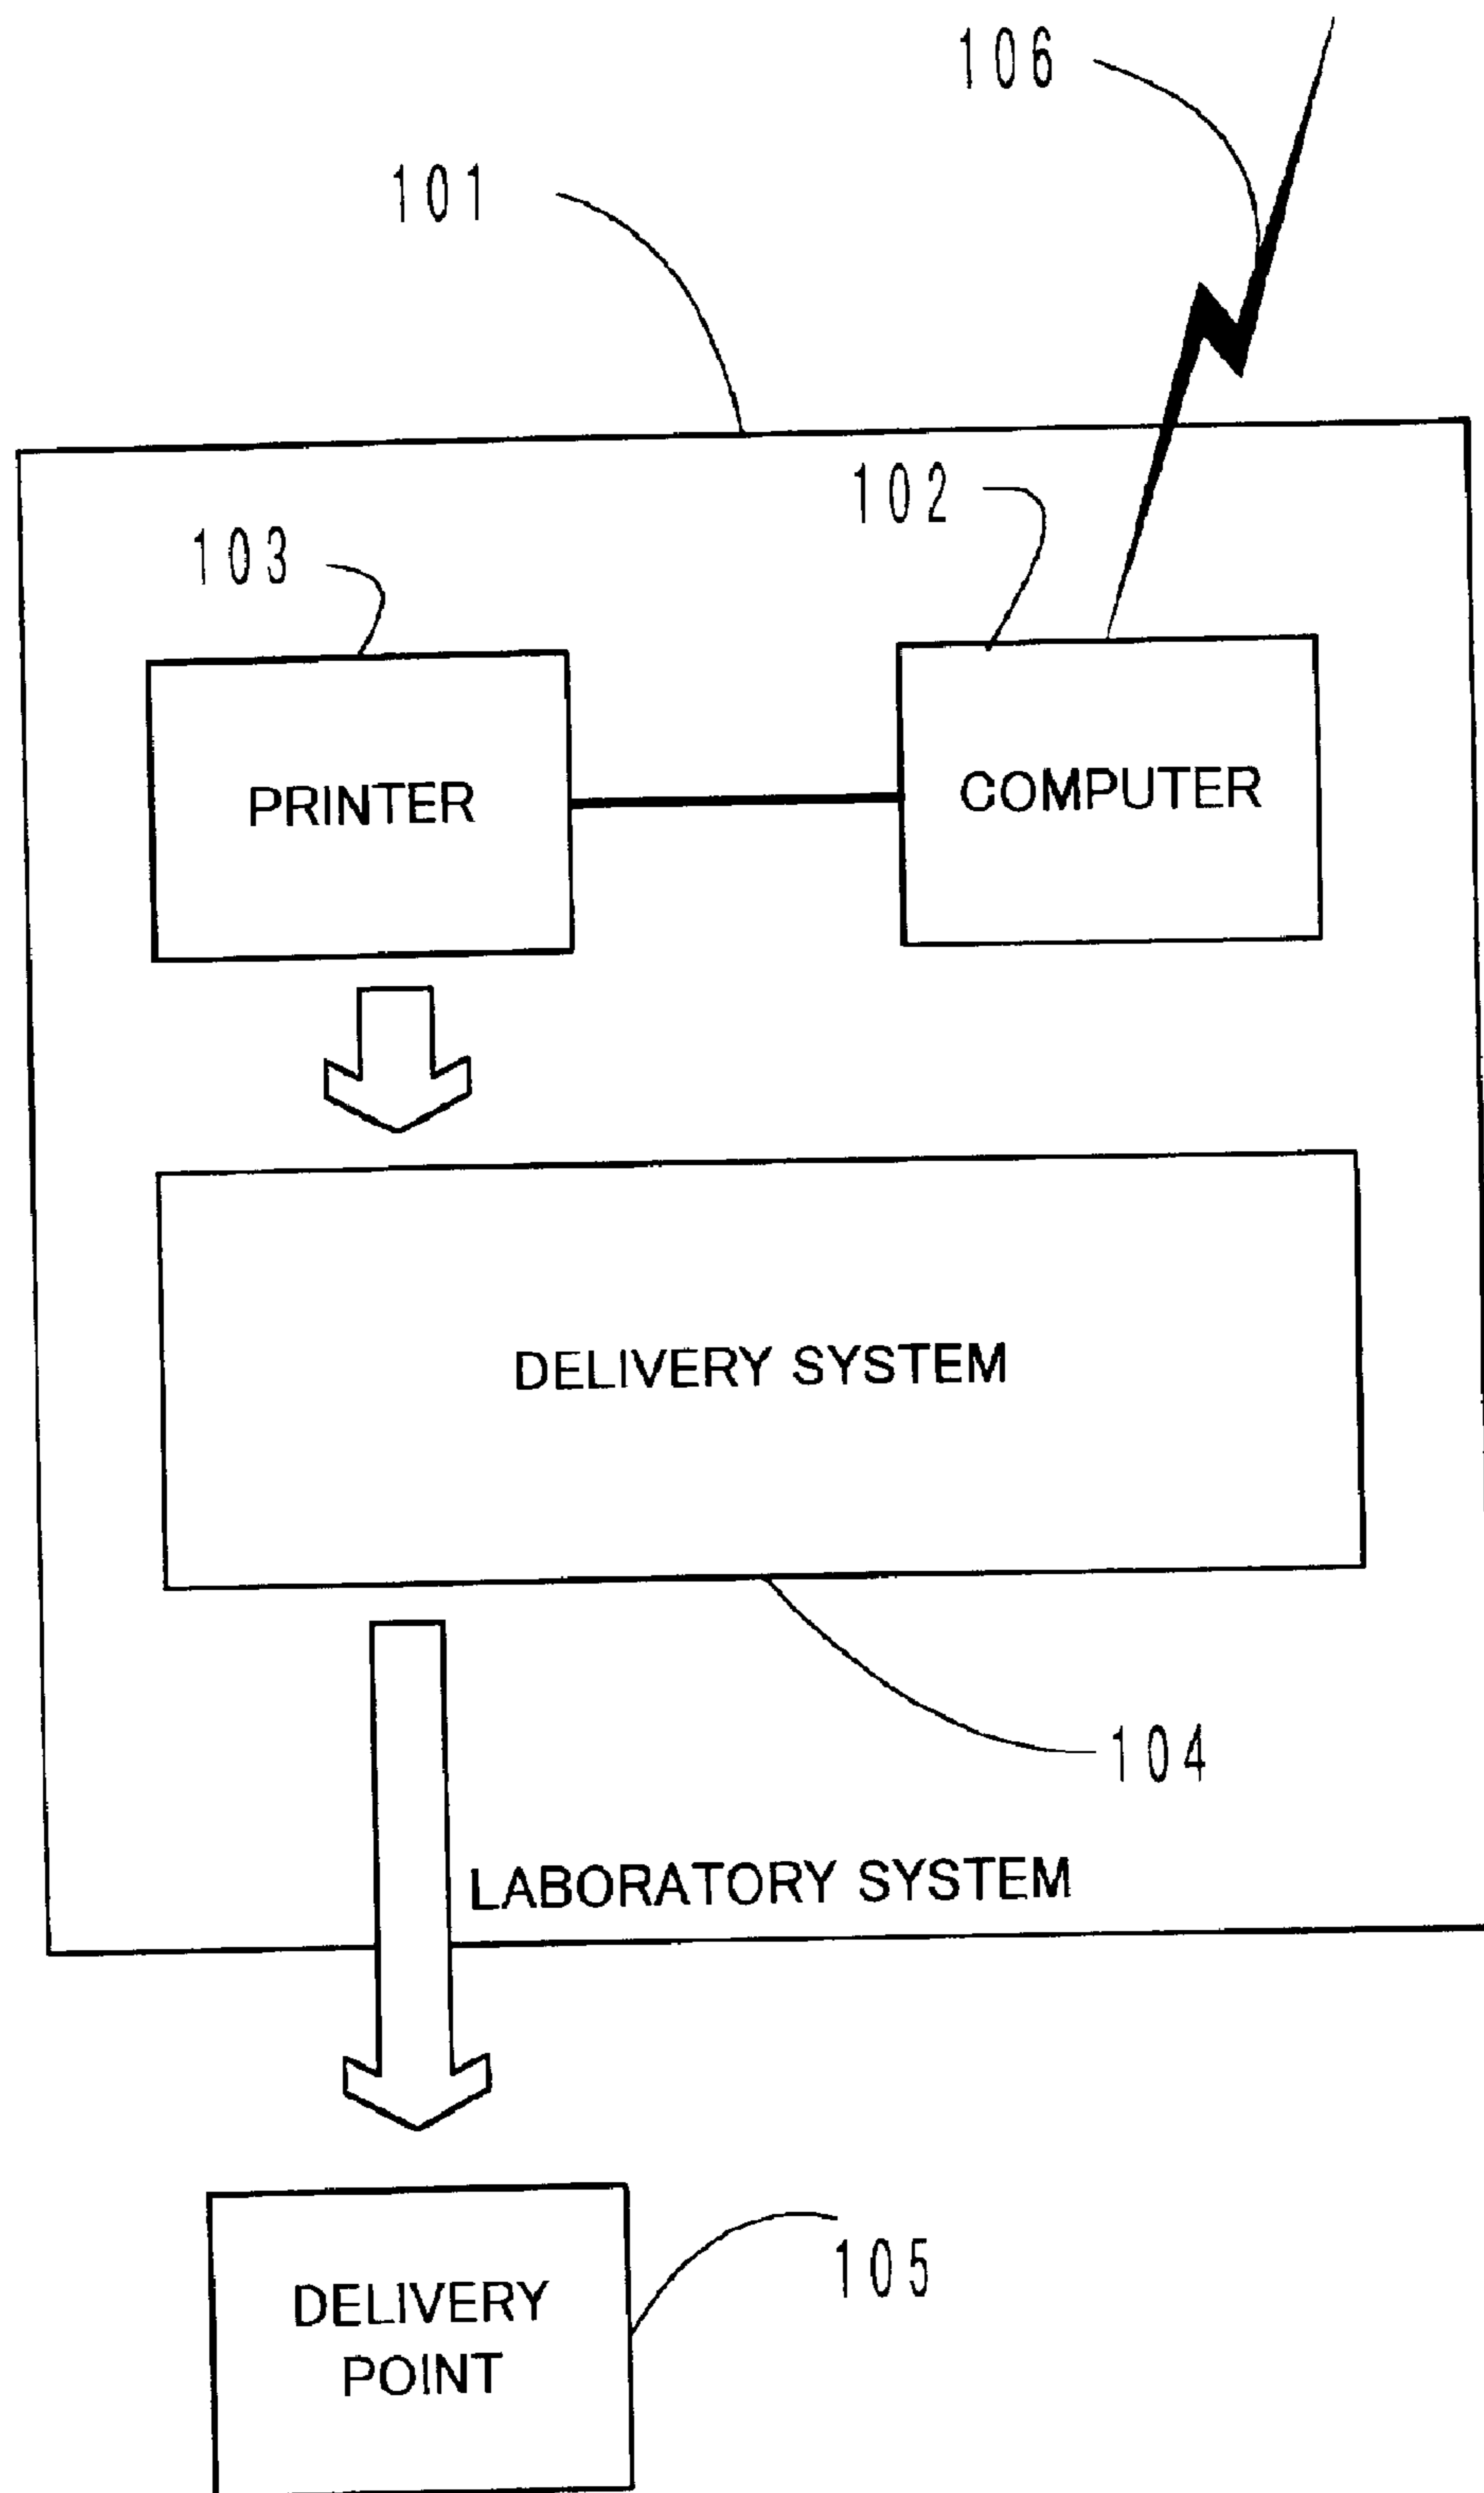 106
101
102
103
PRINTER
COMPUTER
DELIVERY SYSTEM
104
LABORATORY SYSTEM
105
DELIVERY
POINT